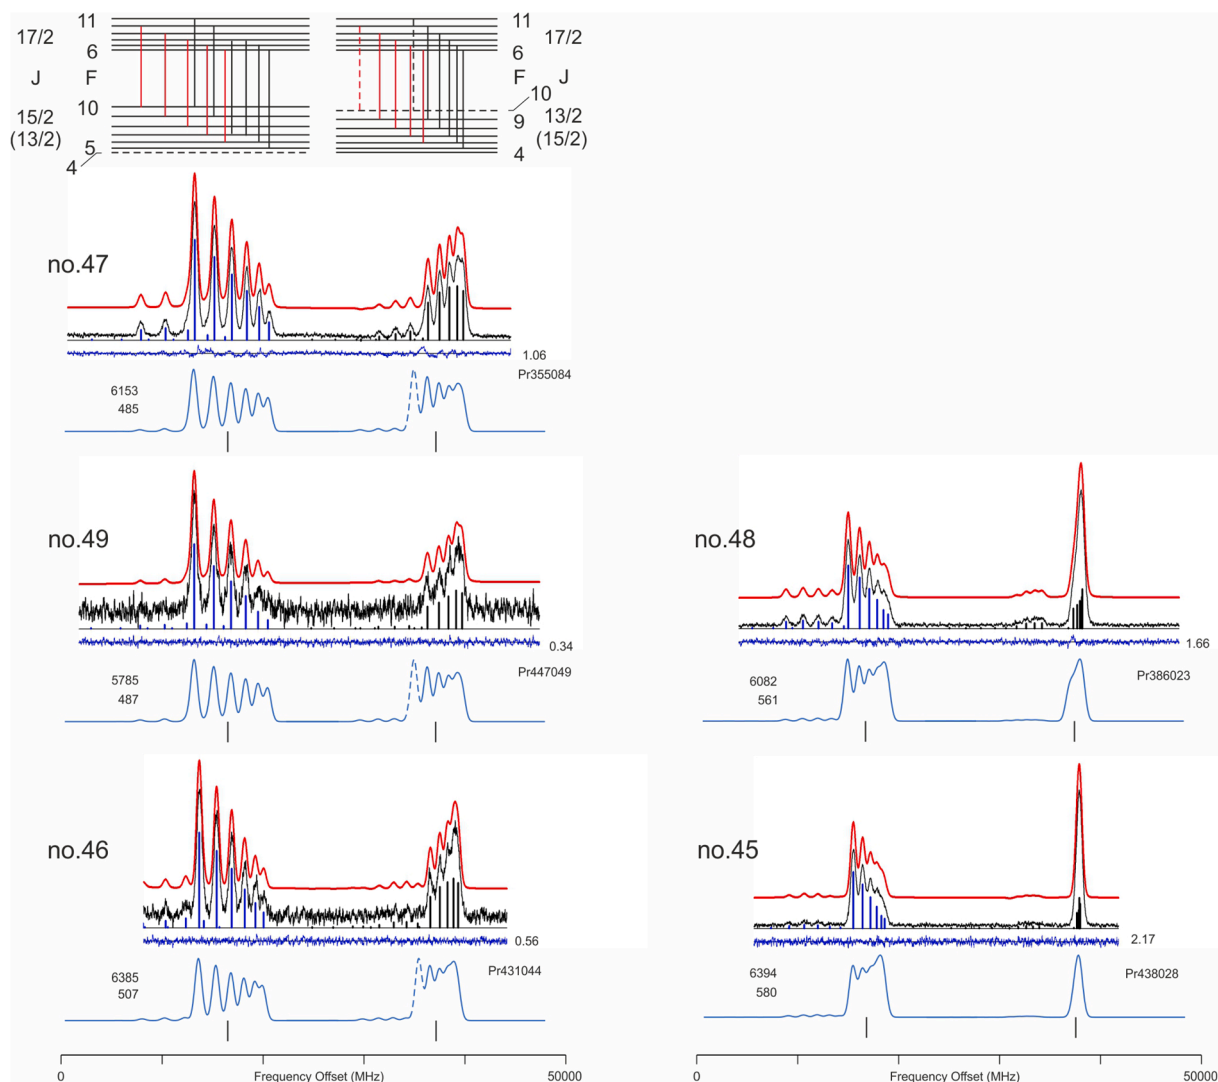 11 11
17/2 17/2
6 6
J F F J
10 10
15/2 9 13/2
(13/2) (15/2)
5
4 4
no.47
1.06
Pr355084
6153
485
no.49
0.34
Pr447049
5785
487
no.48
1.66
Pr386023
6082
561
no.46
0.56
Pr431044
6385
507
no.45
2.17
Pr438028
6394
580
0 Frequency Offset (MHz) 50000
0 Frequency Offset (MHz) 50000